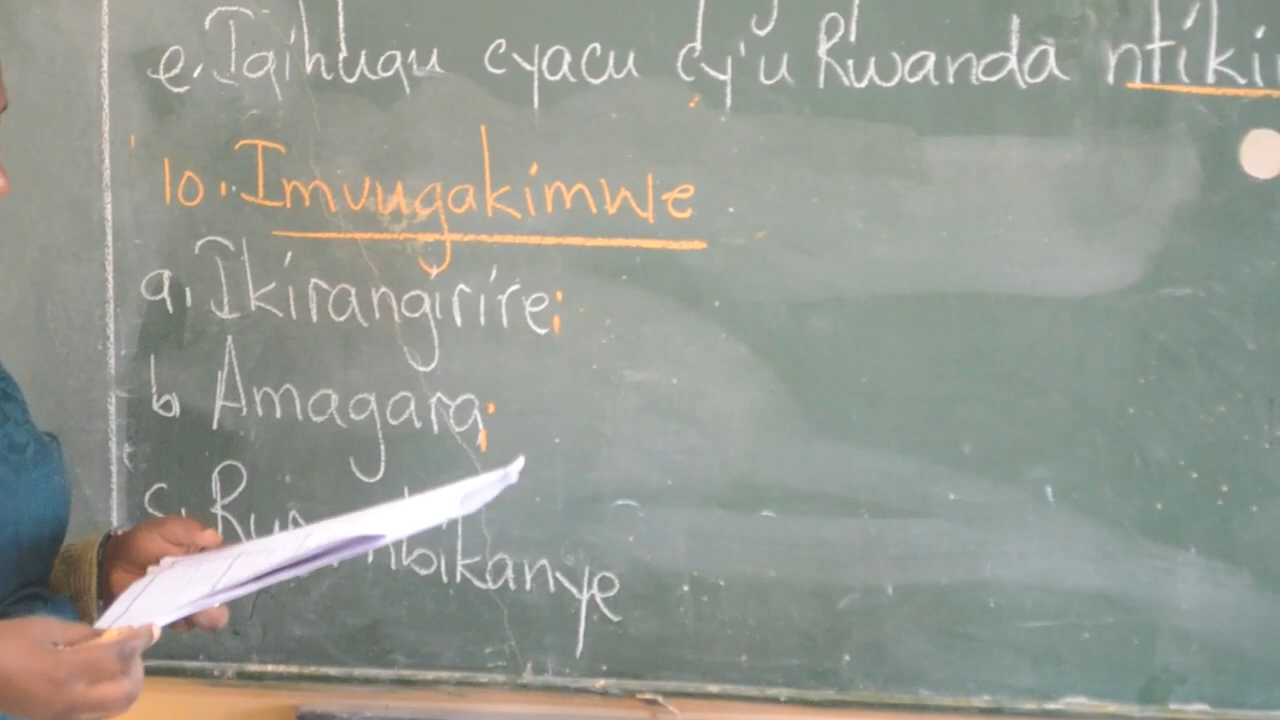 e. Igihugu cyacu cy'u Rwanda
10. Imvugakimwe
a. Ikirangirire:
b Amagara:
c.